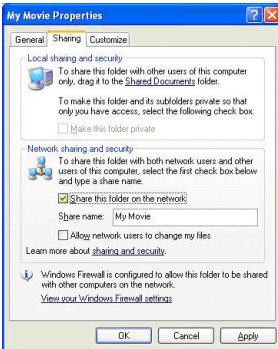 My Movie Properties
General Sharing Customize
Local sharing and security
To share this folder with other users of this computer
only, drag it to the Shared Documents folder.
To make this folder and its subfolders private so that
only you have access, select the following check box.
Make this folder private
Network sharing and security
To share this folder with both network users and other
users of this computer, select the first check box below
and type a share name.
Share this folder on the network
Share name: My Movie
Allow network users to change my files
Learn more about sharing and security.
Windows Firewall is configured to allow this folder to be shared
with other computers on the network.
View your Windows Firewall settings
OK Cancel Apply